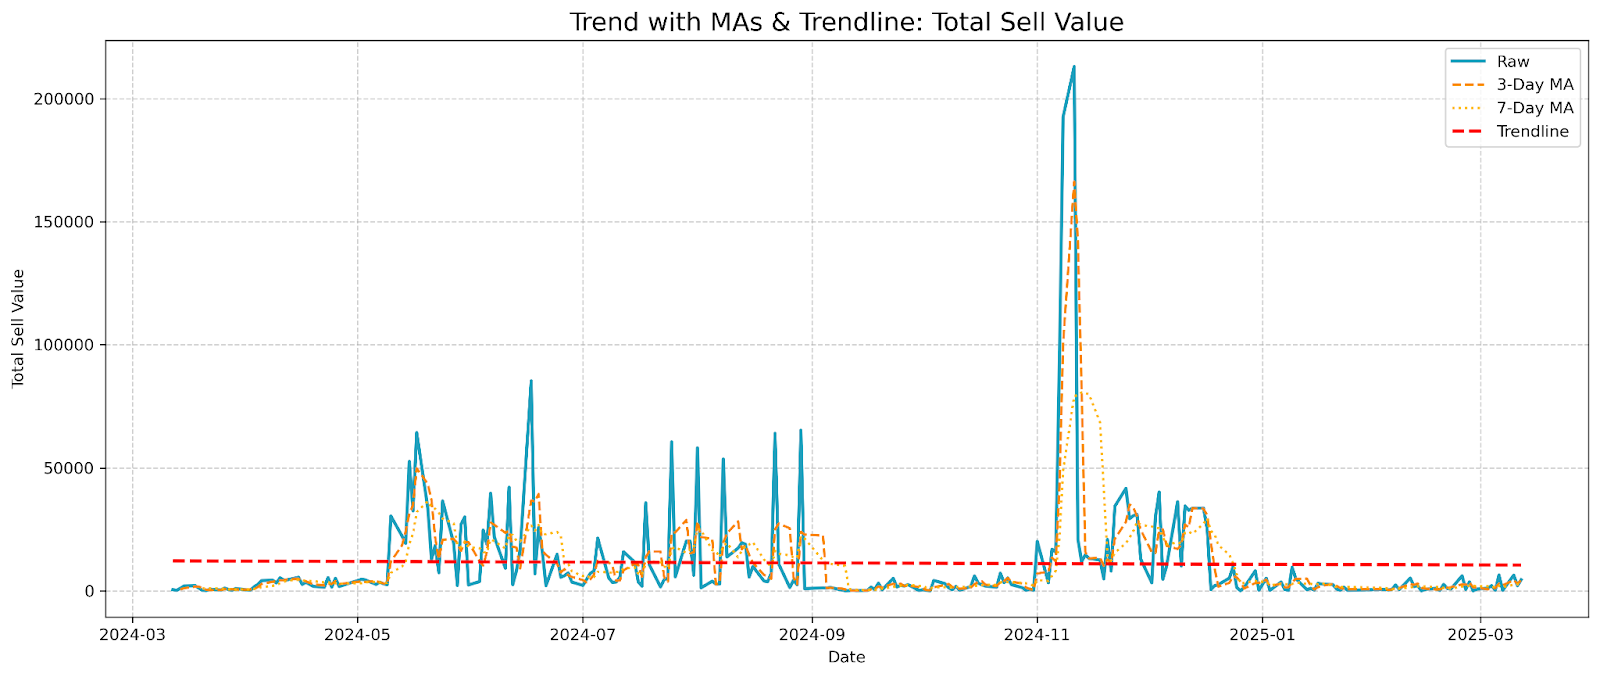 Trend with MAs & Trendline: Total Sell Value
Raw
3-Day MA
7-Day MA
Trendline
Total Sell Value
200000
150000
100000
50000
0
2024-03
2024-05
2024-07
2024-09
2024-11
2025-01
2025-03
Date